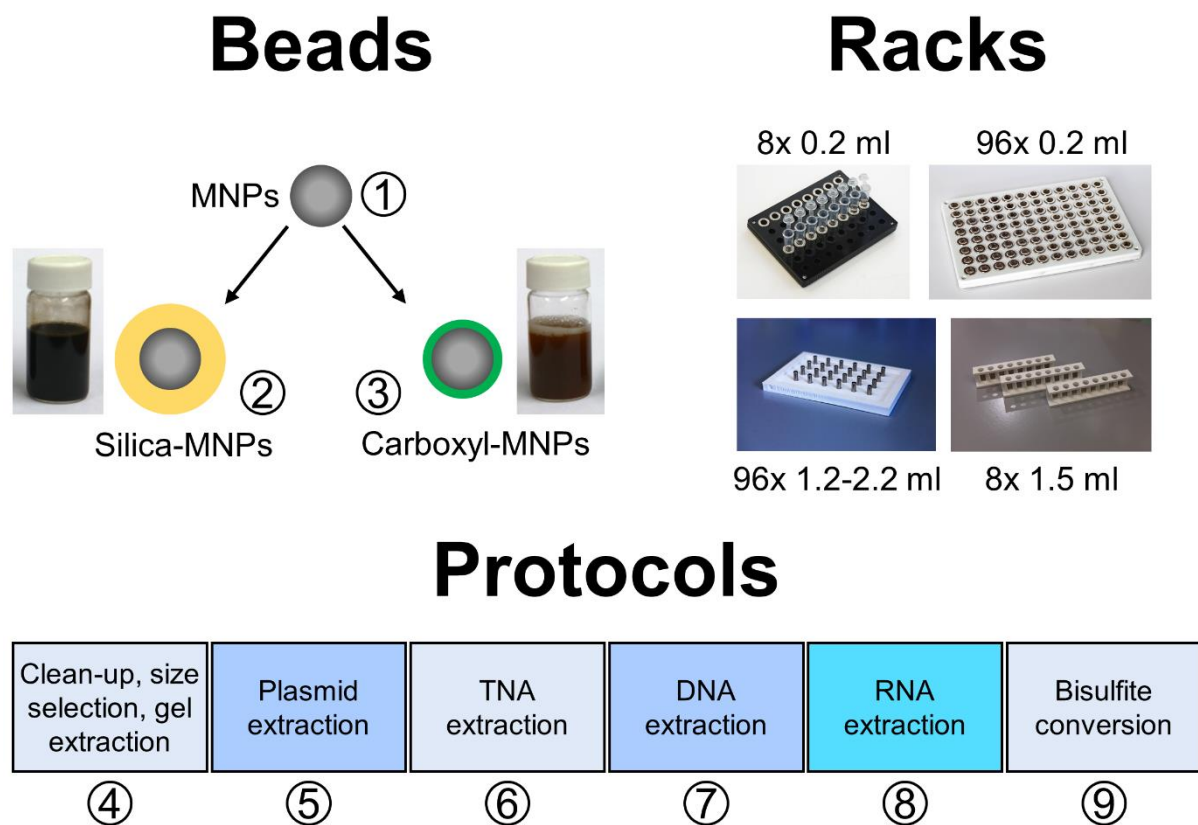 Beads
Racks
MNPs
①
②
③
Silica-MNPs
Carboxyl-MNPs
8x 0.2 ml
96x 0.2 ml
96x 1.2-2.2 ml
8x 1.5 ml
Protocols
Clean-up, size
selection, gel
extraction
④
Plasmid
extraction
⑤
TNA
extraction
⑥
DNA
extraction
⑦
RNA
extraction
⑧
Bisulfite
conversion
⑨